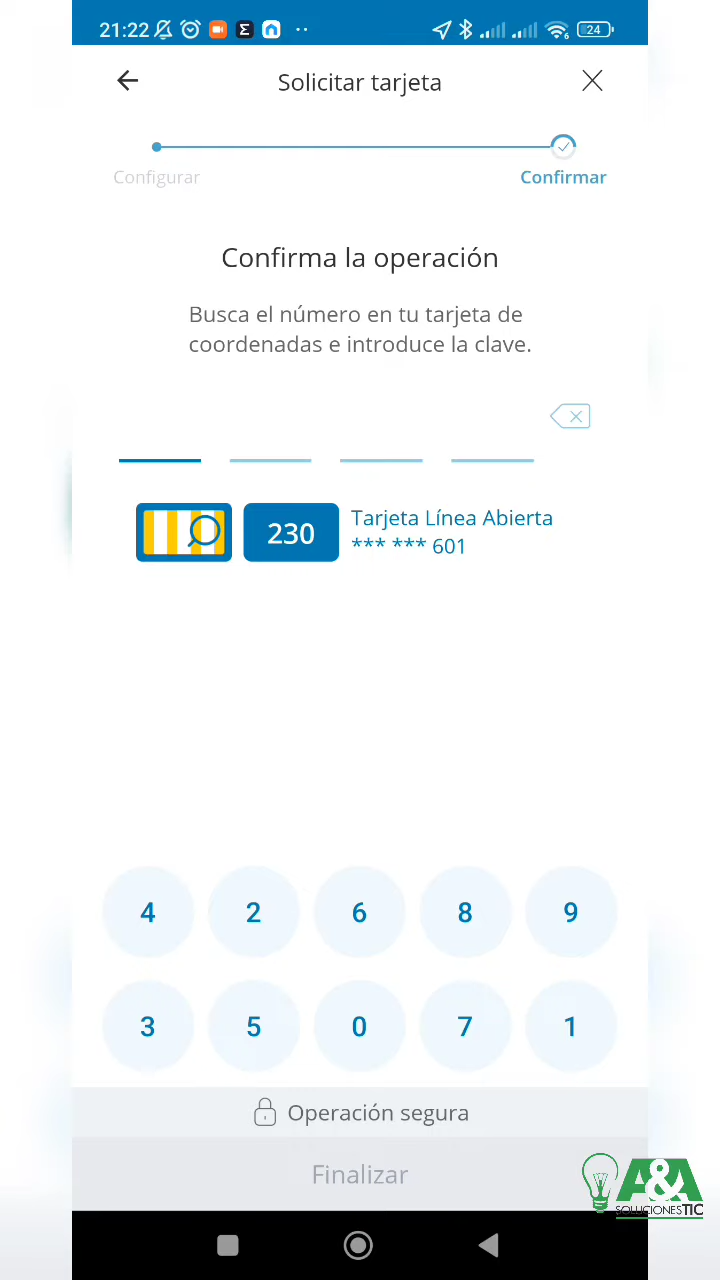 21:22
24
Solicitar tarjeta
Configurar
Confirmar
Confirma la operación
Busca el número en tu tarjeta de
coordenadas e introduce la clave.
230
Tarjeta Línea Abierta
*** *** 601
4 2 6 8 9
3 5 0 7 1
Operación segura
Finalizar
A&A
SOLUCIONESTIC